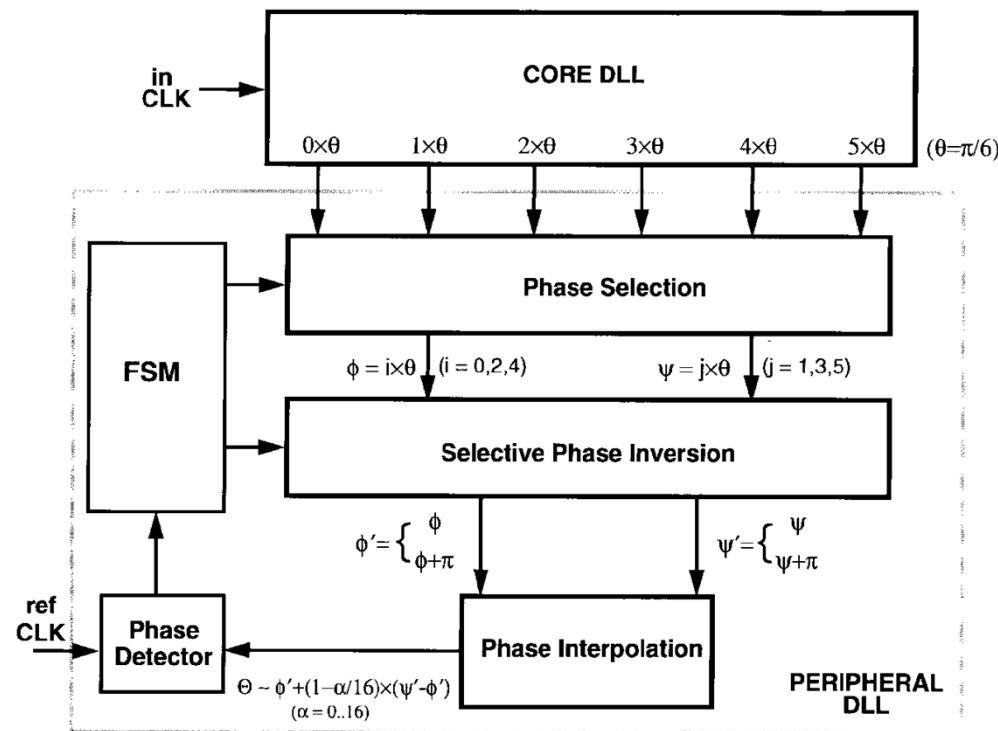 CORE DLL
in
CLK
0×θ 1×θ 2×θ 3×θ 4×θ 5×θ (θ=π/6)
Phase Selection
FSM
ϕ = i×θ (i = 0,2,4) ψ = j×θ (j = 1,3,5)
Selective Phase Inversion
ϕ′= { ϕ
ϕ+π
ψ′= { ψ
ψ+π
ref
CLK
Phase
Detector
Phase Interpolation
Θ ~ ϕ′+(1–α/16)×(ψ′-ϕ′)
(α = 0..16)
PERIPHERAL
DLL